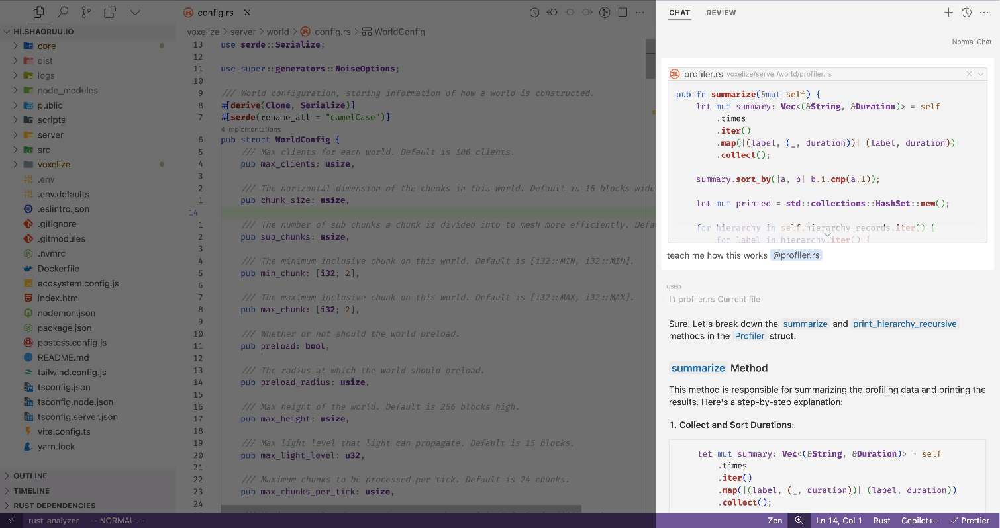 HI.SHAORUU.IO
core
dist
logs
node_modules
public
scripts
server
src
voxelize
.env
.env.defaults
.eslintrc.json
.gitignore
.gitmodules
.nvmrc
Dockerfile
ecosystem.config.js
index.html
nodemon.json
package.json
postcss.config.js
README.md
tailwind.config.js
tsconfig.json
tsconfig.node.json
tsconfig.server.json
vite.config.ts
yarn.lock
OUTLINE
TIMELINE
RUST DEPENDENCIES
config.rs
voxelize > server > world > config.rs > WorldConfig
13 use serde::Serialize;
12
11 use super::generators::NoiseOptions;
10
9 /// World configuration, storing information of how a world is constructed.
8 #[derive(Clone, Serialize)]
7 #[serde(rename_all = "camelCase")]
4 implementations
6 pub struct WorldConfig {
5 /// Max clients for each world. Default is 100 clients.
4 pub max_clients: usize,
3
2 /// The horizontal dimension of the chunks in this world. Default is 16 blocks wide
1 pub chunk_size: usize,
14
1 /// The number of sub chunks a chunk is divided into to mesh more efficiently. Defa
2 pub sub_chunks: usize,
3
4 /// The minimum inclusive chunk on this world. Default is [i32::MIN, i32::MIN].
5 pub min_chunk: [i32; 2],
6
7 /// The maximum inclusive chunk on this world. Default is [i32::MAX, i32::MAX].
8 pub max_chunk: [i32; 2],
9
10 /// Whether or not should the world preload.
11 pub preload: bool,
12
13 /// The radius at which the world should preload.
14 pub preload_radius: usize,
15
16 /// Max height of the world. Default is 256 blocks high.
17 pub max_height: usize,
18
19 /// Max light level that light can propagate. Default is 15 blocks.
20 pub max_light_level: u32,
21
22 /// Maximum chunks to be processed per tick. Default is 24 chunks.
23 pub max_chunks_per_tick: usize,
24
CHAT REVIEW
Normal Chat
profiler.rs voxelize/server/world/profiler.rs
pub fn summarize(&mut self) {
let mut summary: Vec<(&String, &Duration)> = self
.times
.iter()
.map(|(label, (_, duration))| (label, duration))
.collect();
summary.sort_by(|a, b| b.1.cmp(a.1));
let mut printed = std::collections::HashSet::new();
for hierarchy in self.hierarchy_records.iter() {
for label in hierarchy.iter() {
teach me how this works @profiler.rs
USED
profiler.rs Current file
Sure! Let's break down the summarize and print_hierarchy_recursive
methods in the Profiler struct.
summarize Method
This method is responsible for summarizing the profiling data and printing the
results. Here's a step-by-step explanation:
1. Collect and Sort Durations:
let mut summary: Vec<(&String, &Duration)> = self
.times
.iter()
.map(|(label, (_, duration))| (label, duration))
.collect();
rust-analyzer -- NORMAL -- Zen Ln 14, Col 1 Rust Copilot++ Prettier